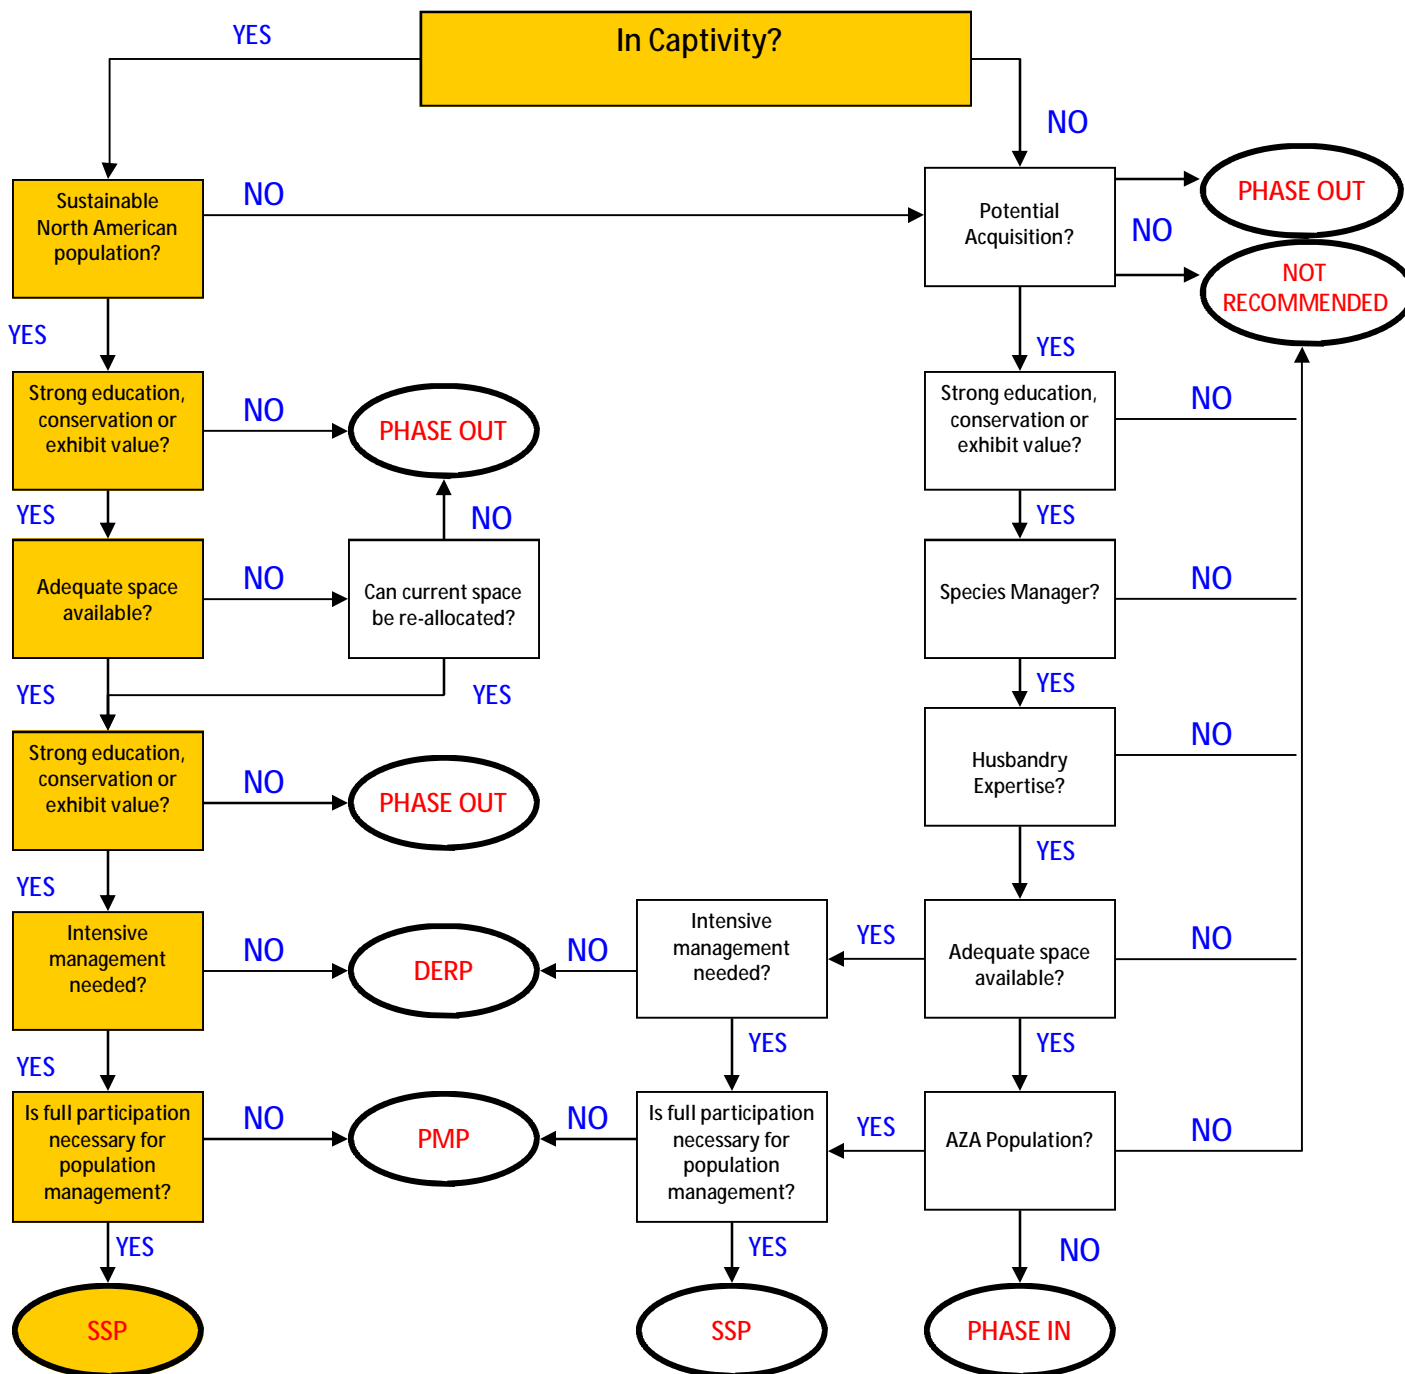 In Captivity?
YES
NO
Sustainable
North American
population?
NO
Potential
Acquisition?
PHASE OUT
NO
NOT
RECOMMENDED
YES
YES
Strong education,
conservation or
exhibit value?
NO
PHASE OUT
Strong education,
conservation or
exhibit value?
NO
YES
NO
YES
Adequate space
available?
NO
Can current space
be re-allocated?
Species Manager?
NO
YES
YES
YES
Strong education,
conservation or
exhibit value?
NO
PHASE OUT
Husbandry
Expertise?
NO
YES
YES
Intensive
management
needed?
NO
DERP
NO
Intensive
management
needed?
YES
Adequate space
available?
NO
YES
YES
YES
Is full participation
necessary for
population
management?
NO
PMP
NO
Is full participation
necessary for
population
management?
YES
AZA Population?
NO
YES
YES
NO
SSP
SSP
PHASE IN